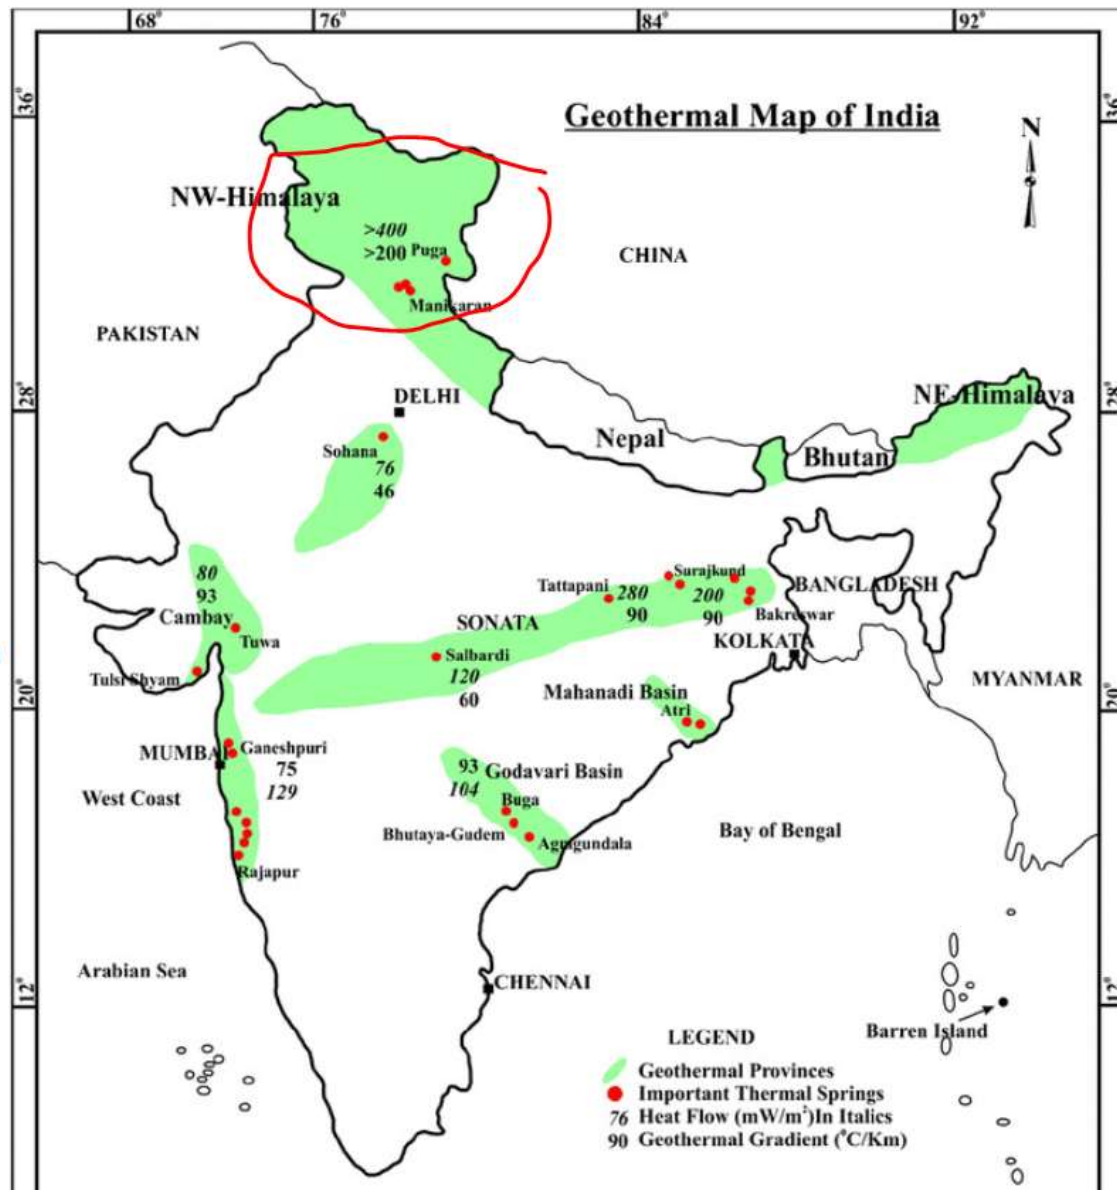 68°
76°
84°
92°
36°
36°
Geothermal Map of India
N
NW-Himalaya
>400
>200 Puga
Manikaran
CHINA
PAKISTAN
28°
28°
DELHI
NE-Himalaya
Nepal
Bhutan
Sohana
76
46
80
93
Cambay
Tuwa
Tulsi Shyam
SONATA
Tattapani
280
90
Surajkund
200
90
Bakreswar
BANGLADESH
KOLKATA
Salbardi
120
60
MYANMAR
20°
20°
Mahanadi Basin
Atri
MUMBAI
Ganeshpuri
75
129
West Coast
Rajapur
93
104
Godavari Basin
Buga
Bhutaya-Gudem
Agnigundala
Bay of Bengal
Arabian Sea
CHENNAI
12°
12°
Barren Island
LEGEND
Geothermal Provinces
Important Thermal Springs
76 Heat Flow (mW/m²)In Italics
90 Geothermal Gradient (°C/Km)